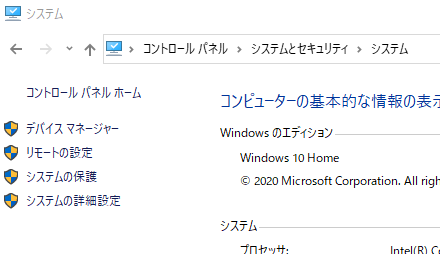 システム
コントロール パネル > システムとセキュリティ > システム
コントロール パネル ホーム
デバイス マネージャー
リモートの設定
システムの保護
システムの詳細設定
コンピューターの基本的な情報の表示
Windows のエディション
Windows 10 Home
© 2020 Microsoft Corporation. All righ
システム
プロセッサ: Intel(R) Co